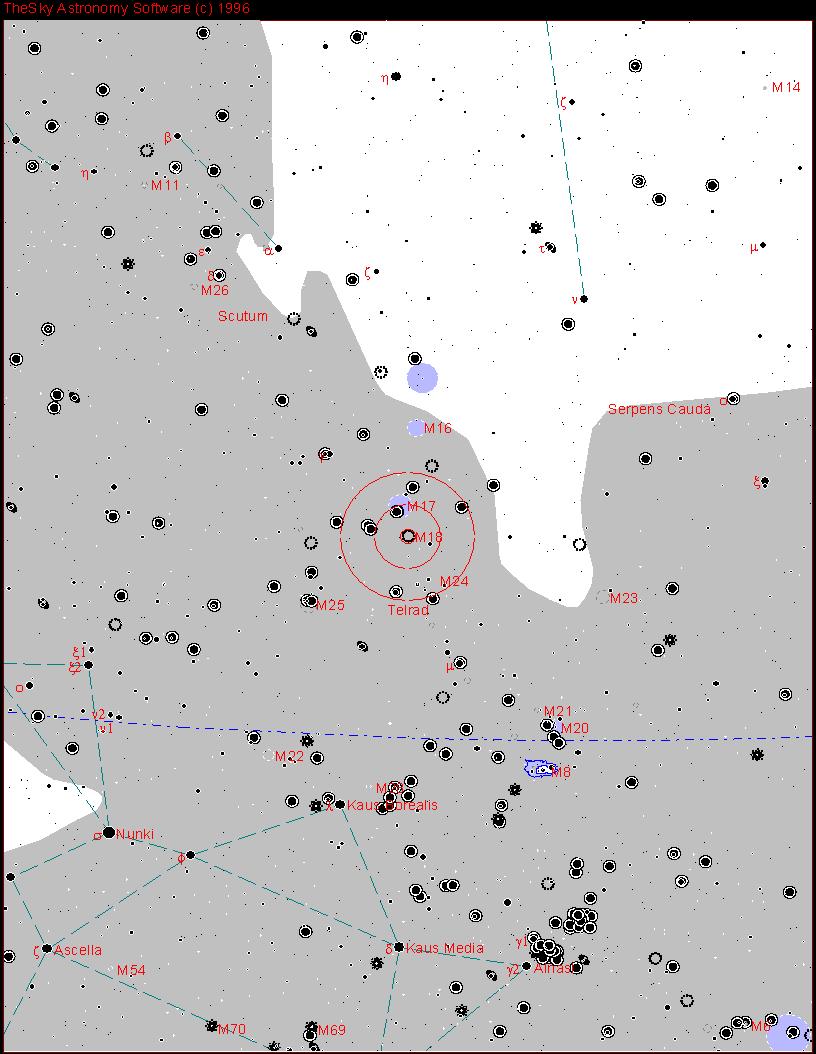 TheSky Astronomy Software (c) 1996
η
ζ
M14
β
η
M11
ε
α
τ
μ
δ
ζ
M26
ν
Scutum
Serpens Cauda
ο
M16
ξ
M17
M18
M24
M23
M25
Telrad
ξ1
ξ2
μ
ο
ν2
ν1
M21
M20
M22
M8
λ
Kaus Borealis
σ
Nunki
φ
γ1
ζ
Ascella
δ
Kaus Media
γ2
Alnasl
M54
M70
M69
M6